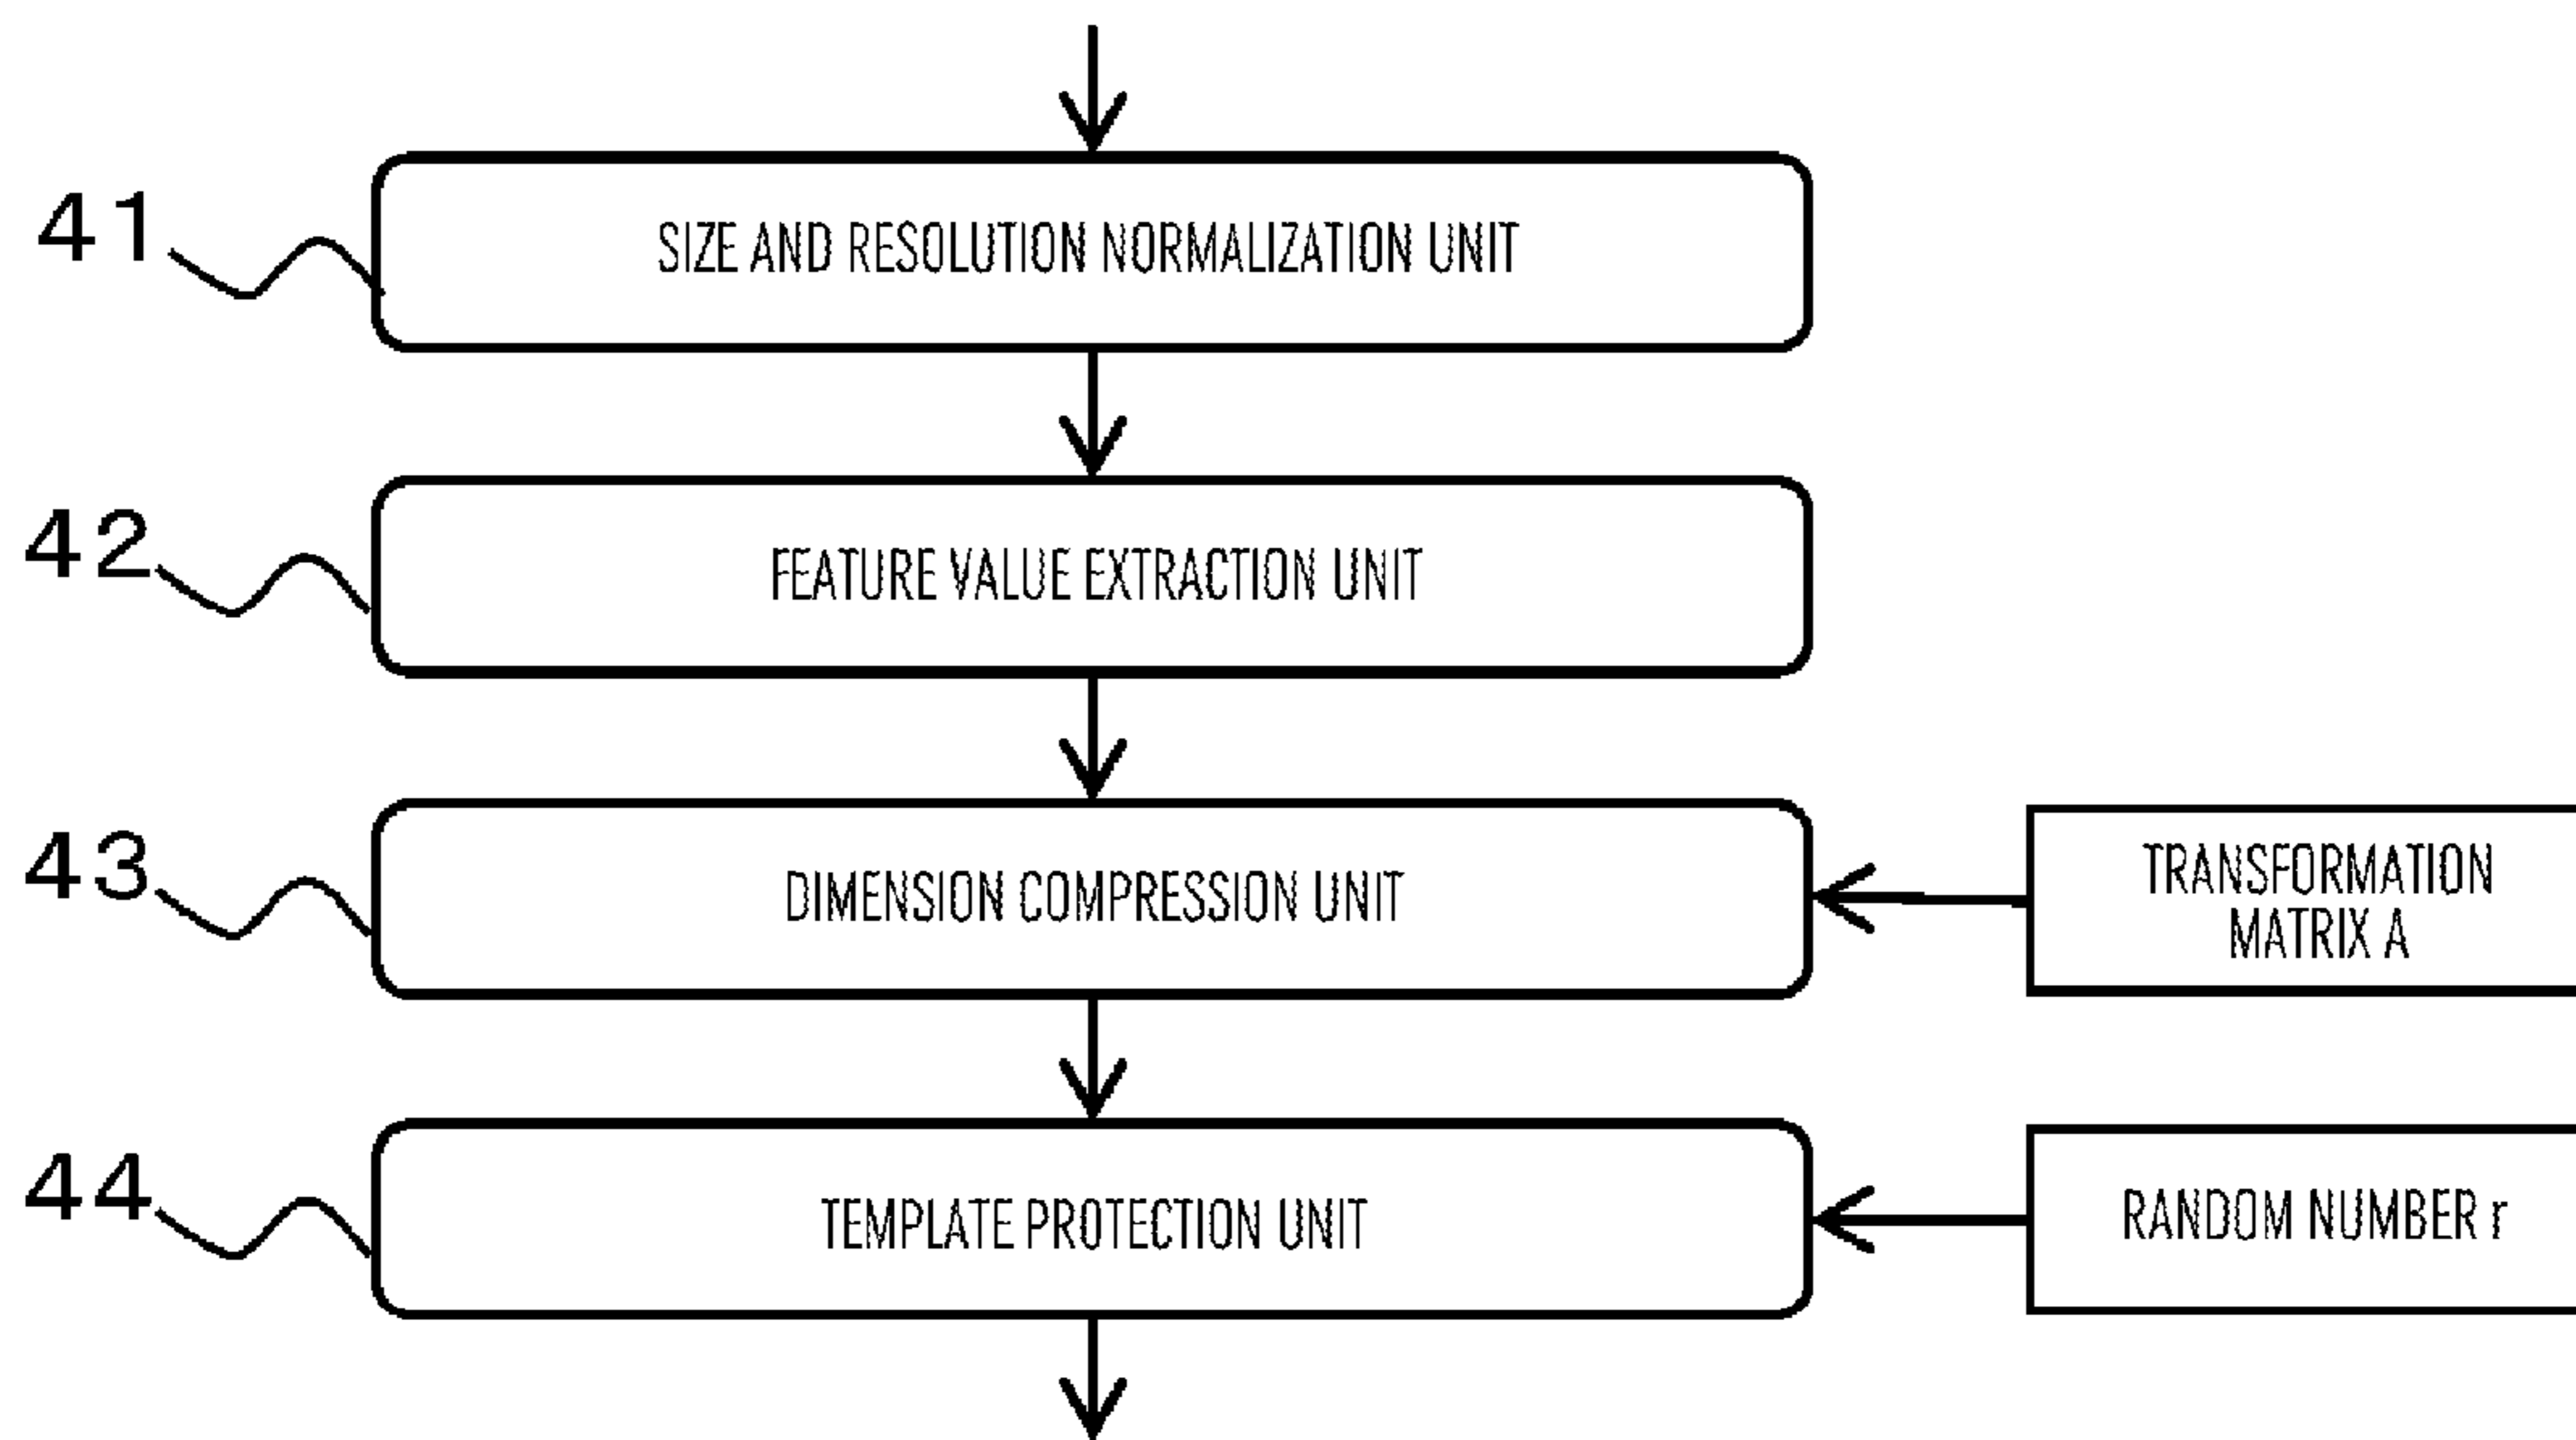 41
SIZE AND RESOLUTION NORMALIZATION UNIT
42
FEATURE VALUE EXTRACTION UNIT
43
DIMENSION COMPRESSION UNIT
TRANSFORMATION
MATRIX A
44
TEMPLATE PROTECTION UNIT
RANDOM NUMBER r